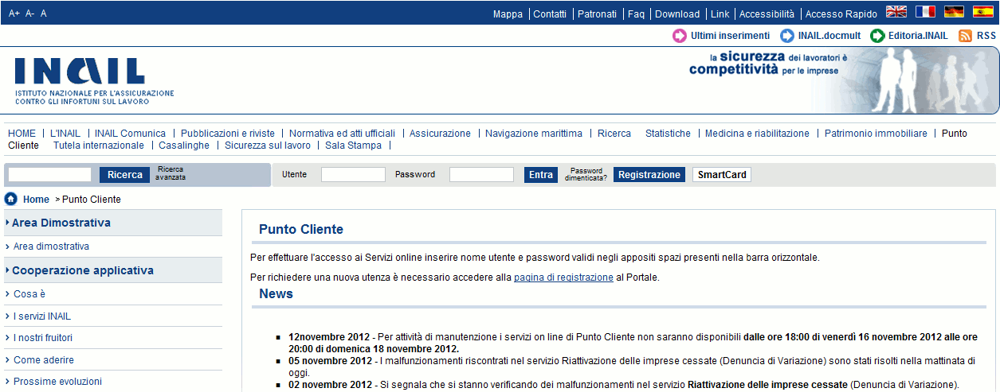 A+ A- A Mappa | Contatti | Patronati | Faq | Download | Link | Accessibilità | Accesso Rapido
Ultimi inserimenti INAIL.docmult Editoria.INAIL RSS
INAIL
ISTITUTO NAZIONALE PER L'ASSICURAZIONE
CONTRO GLI INFORTUNI SUL LAVORO
la sicurezza dei lavoratori è
competitività per le imprese
HOME | L'INAIL | INAIL Comunica | Pubblicazioni e riviste | Normativa ed atti ufficiali | Assicurazione | Navigazione marittima | Ricerca Statistiche | Medicina e riabilitazione | Patrimonio immobiliare | Punto
Cliente Tutela internazionale | Casalinghe | Sicurezza sul lavoro | Sala Stampa |
Ricerca Ricerca avanzata Utente Password Entra Password dimenticata? Registrazione SmartCard
Home > Punto Cliente
Area Dimostrativa
Area dimostrativa
Cooperazione applicativa
Cosa è
I servizi INAIL
I nostri fruitori
Come aderire
Prossime evoluzioni
Punto Cliente
Per effettuare l'accesso ai Servizi online inserire nome utente e password validi negli appositi spazi presenti nella barra orizzontale.
Per richiedere una nuova utenza è necessario accedere alla pagina di registrazione al Portale.
News
12novembre 2012 - Per attività di manutenzione i servizi on line di Punto Cliente non saranno disponibili dalle ore 18:00 di venerdì 16 novembre 2012 alle ore
20:00 di domenica 18 novembre 2012.
05 novembre 2012 - I malfunzionamenti riscontrati nel servizio Riattivazione delle imprese cessate (Denuncia di Variazione) sono stati risolti nella mattinata di
oggi.
02 novembre 2012 - Si segnala che si stanno verificando dei malfunzionamenti nel servizio Riattivazione delle imprese cessate (Denuncia di Variazione).